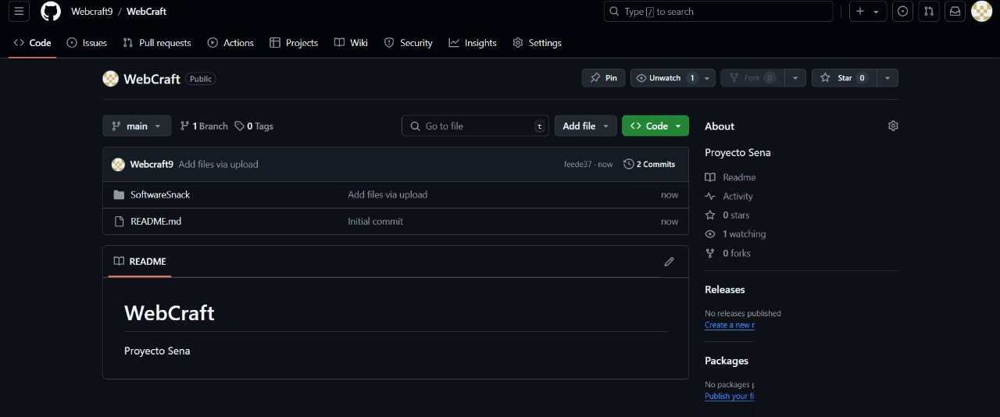 Webcraft9 / WebCraft
Type / to search
Code Issues Pull requests Actions Projects Wiki Security Insights Settings
WebCraft Public
Pin Unwatch 1 Fork 0 Star 0
main 1 Branch 0 Tags
Go to file t Add file Code
Webcraft9 Add files via upload feede37 · now 2 Commits
SoftwareSnack Add files via upload now
README.md Initial commit now
README
WebCraft
Proyecto Sena
About
Proyecto Sena
Readme
Activity
0 stars
1 watching
0 forks
Releases
No releases published
Create a new r
Packages
No packages p
Publish your fi